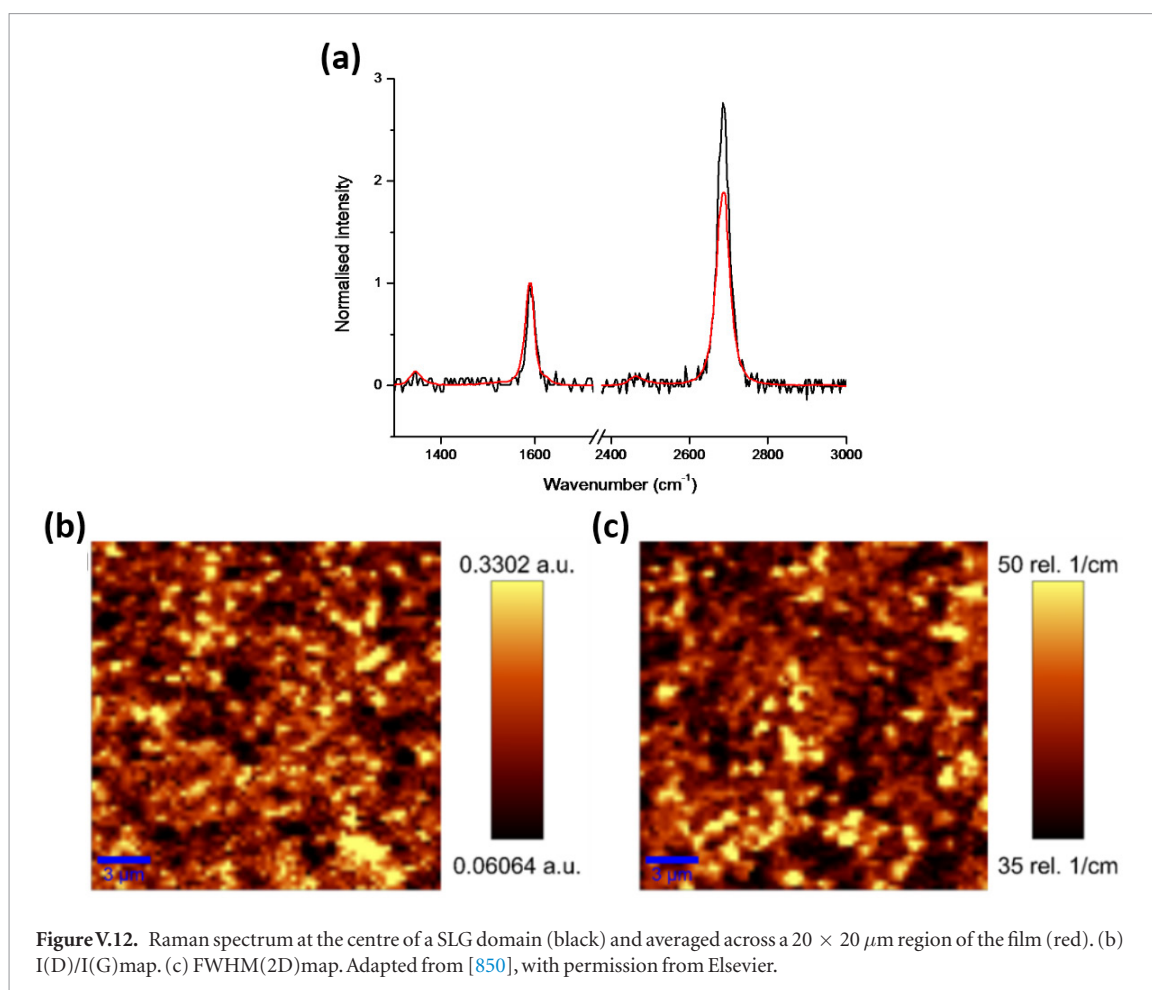 (a)
3
2
1
0
Normalised intensity
1400 1600 2400 2600 2800 3000
Wavenumber (cm⁻¹)
(b)
0.3302 a.u.
0.06064 a.u.
3 μm
(c)
50 rel. 1/cm
35 rel. 1/cm
3 μm
Figure V.12. Raman spectrum at the centre of a SLG domain (black) and averaged across a 20 × 20 μm region of the film (red). (b)
I(D)/I(G)map. (c) FWHM(2D)map. Adapted from [850], with permission from Elsevier.